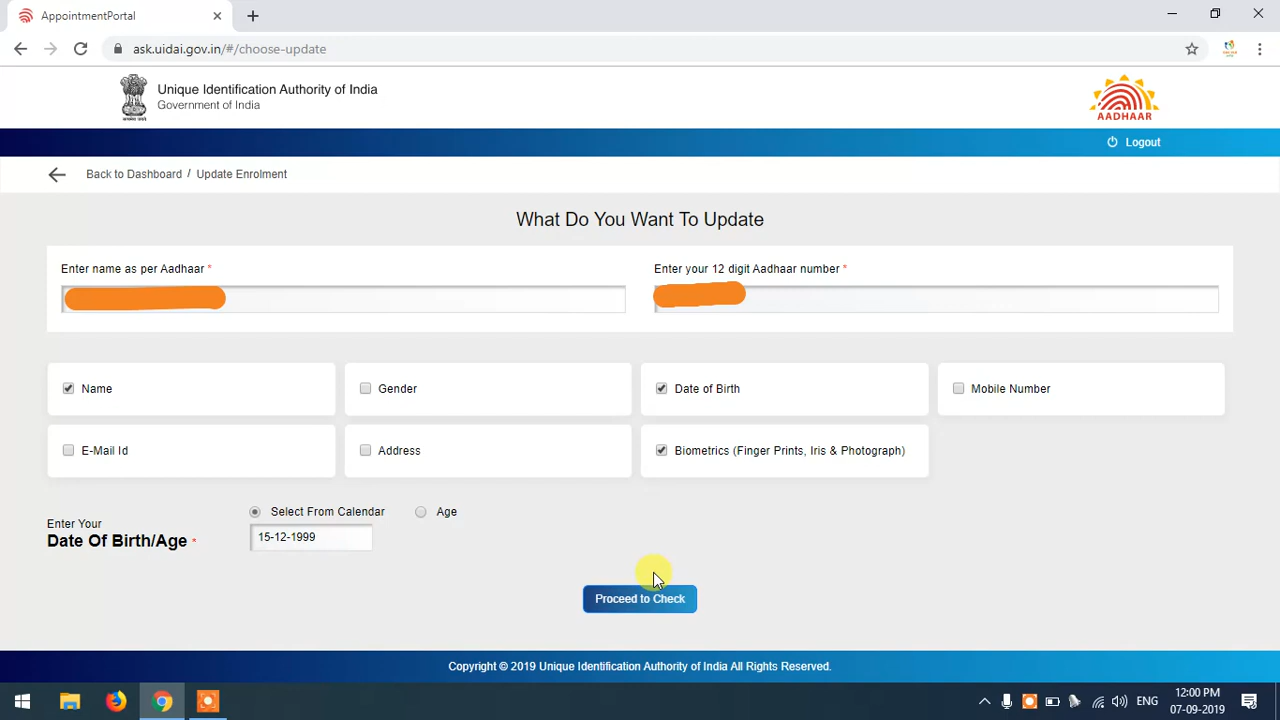 AppointmentPortal
ask.uidai.gov.in/#/choose-update
Unique Identification Authority of India
Government of India
AADHAAR
Logout
Back to Dashboard / Update Enrolment
What Do You Want To Update
Enter name as per Aadhaar *
Enter your 12 digit Aadhaar number *
Name
Gender
Date of Birth
Mobile Number
E-Mail Id
Address
Biometrics (Finger Prints, Iris & Photograph)
Enter Your
Date Of Birth/Age *
Select From Calendar
Age
15-12-1999
Proceed to Check
Copyright © 2019 Unique Identification Authority of India All Rights Reserved.
ENG
12:00 PM
07-09-2019